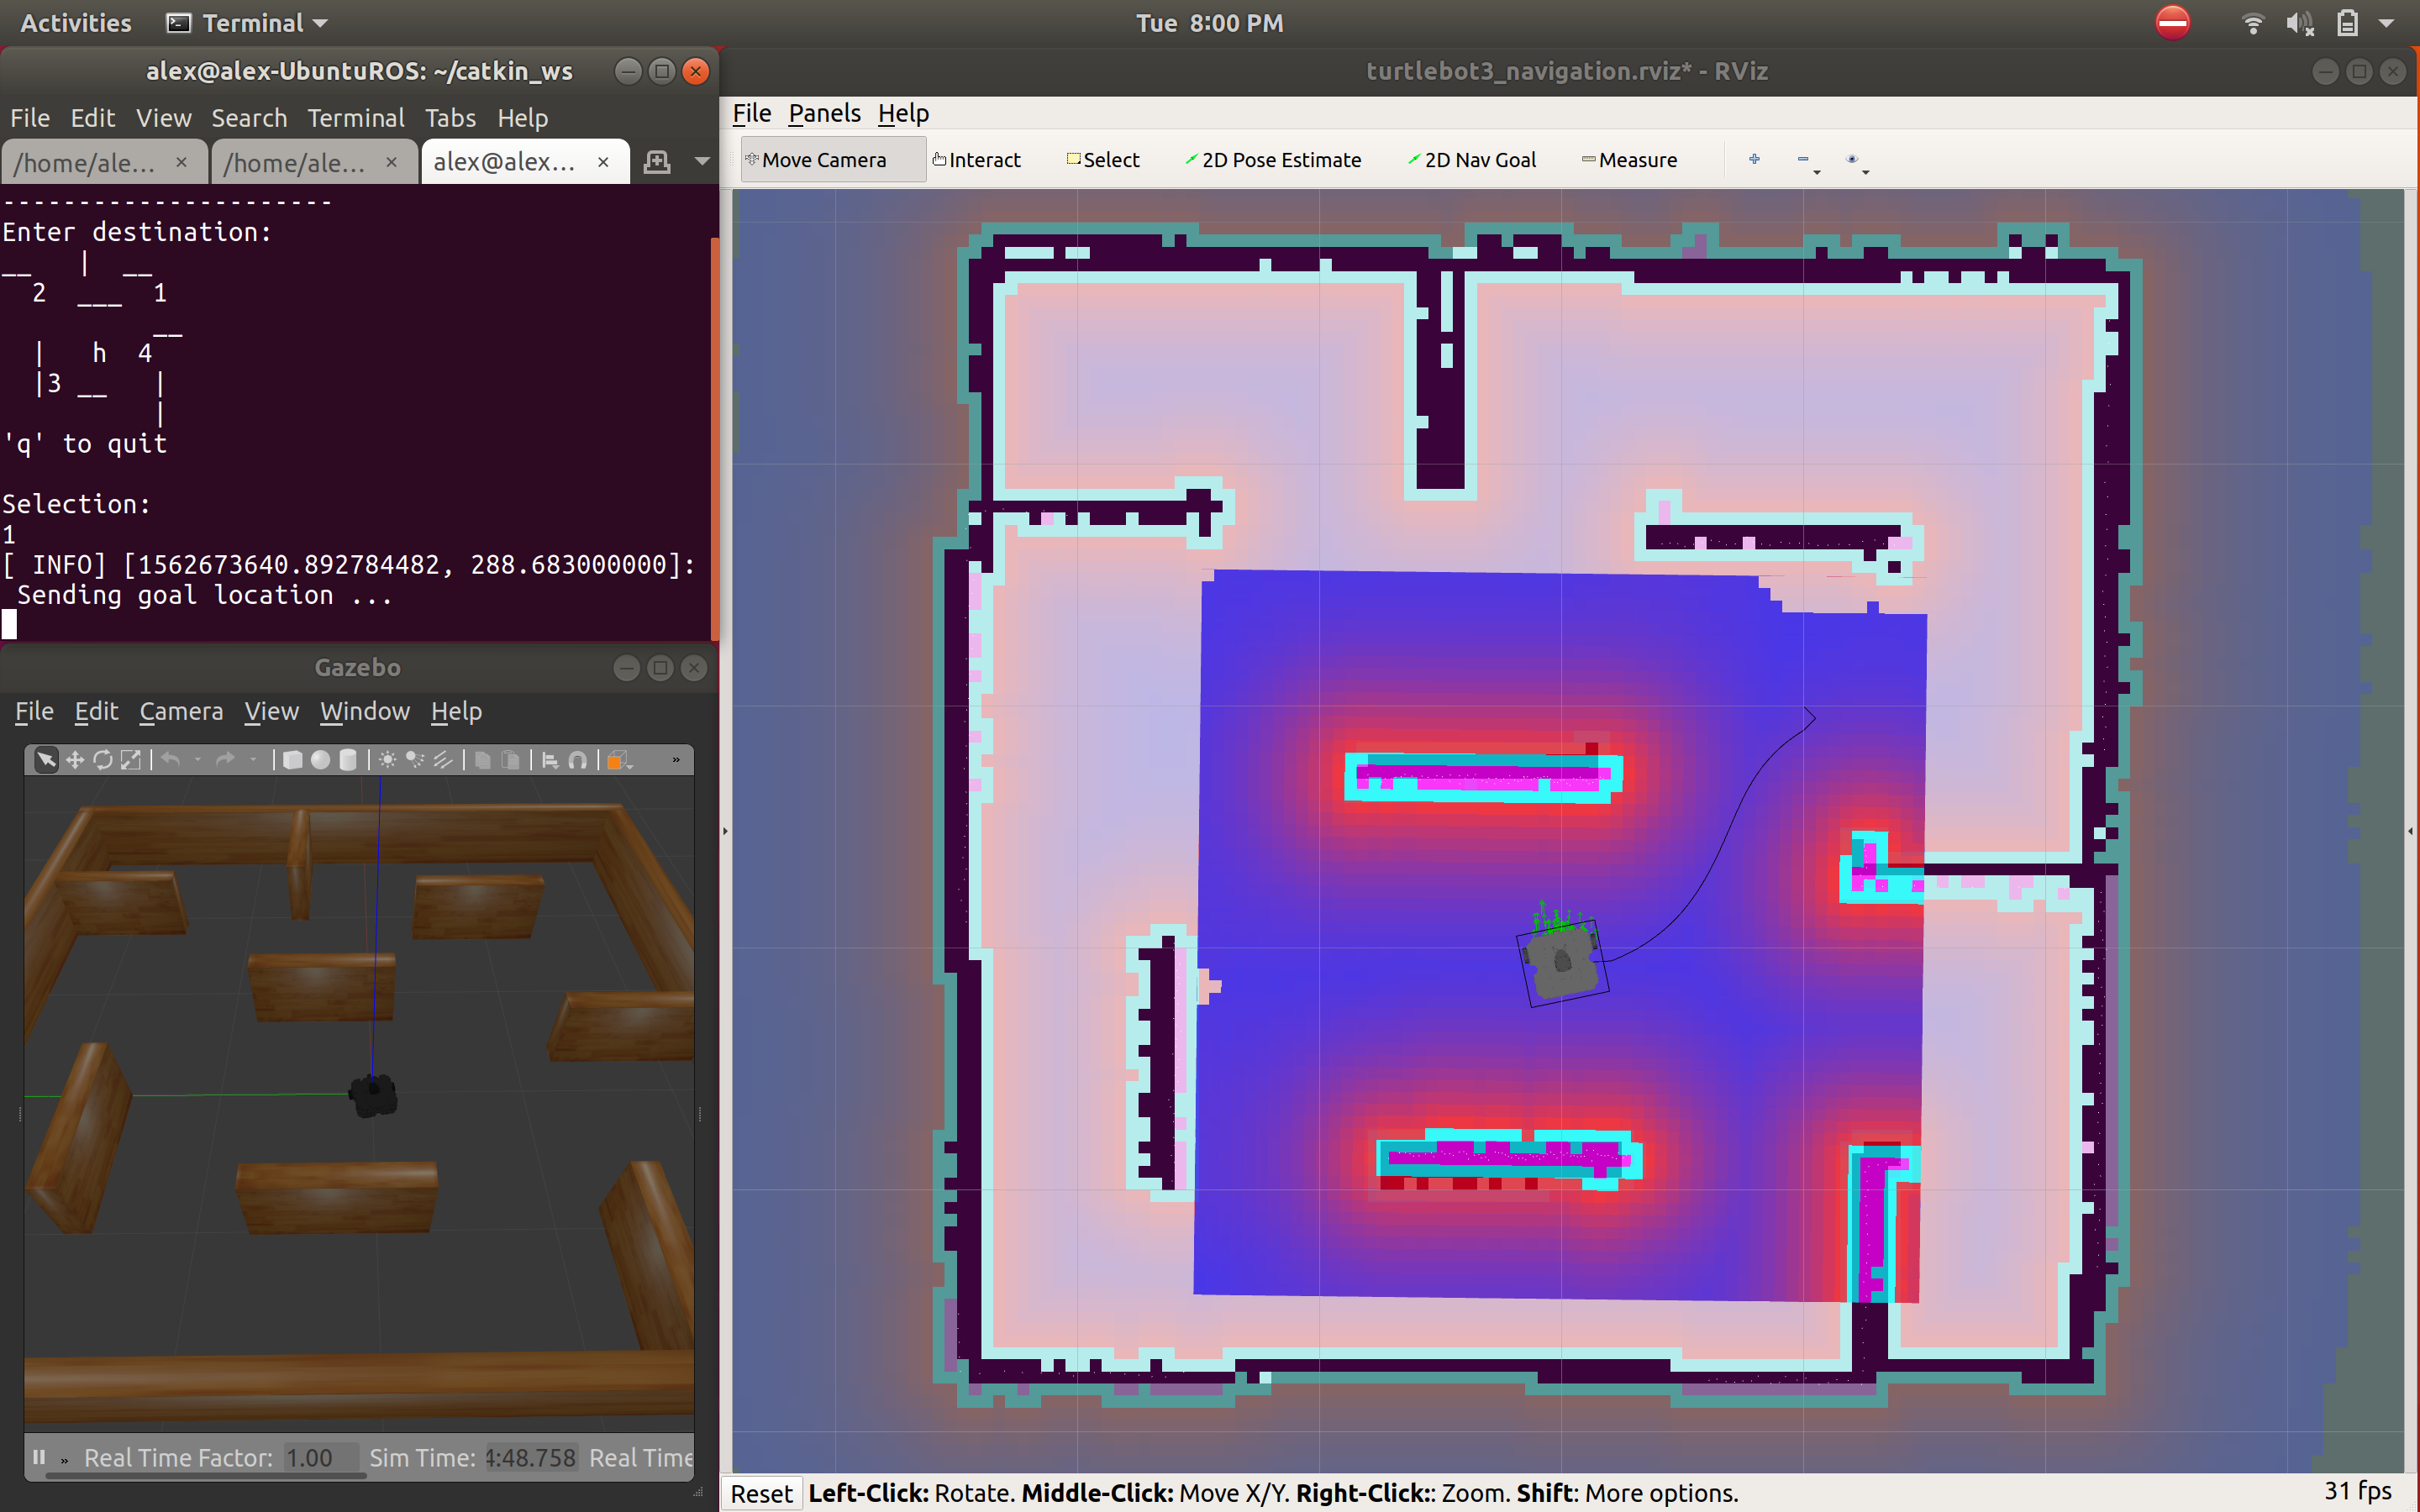 Activities Terminal Tue 8:00 PM
alex@alex-UbuntuROS: ~/catkin_ws
File Edit View Search Terminal Tabs Help
/home/ale... × /home/ale... × alex@alex... ×
----------------------
Enter destination:
__ | __
2 ___ 1
__
| h 4
|3 __ |
|
'q' to quit
Selection:
1
[ INFO] [1562673640.892784482, 288.683000000]:
Sending goal location ...
Gazebo
File Edit Camera View Window Help
»
» Real Time Factor: 1.00 Sim Time: 4:48.758 Real Time
turtlebot3_navigation.rviz* - RViz
File Panels Help
Move Camera Interact Select 2D Pose Estimate 2D Nav Goal Measure
Reset Left-Click: Rotate. Middle-Click: Move X/Y. Right-Click:: Zoom. Shift: More options. 31 fps